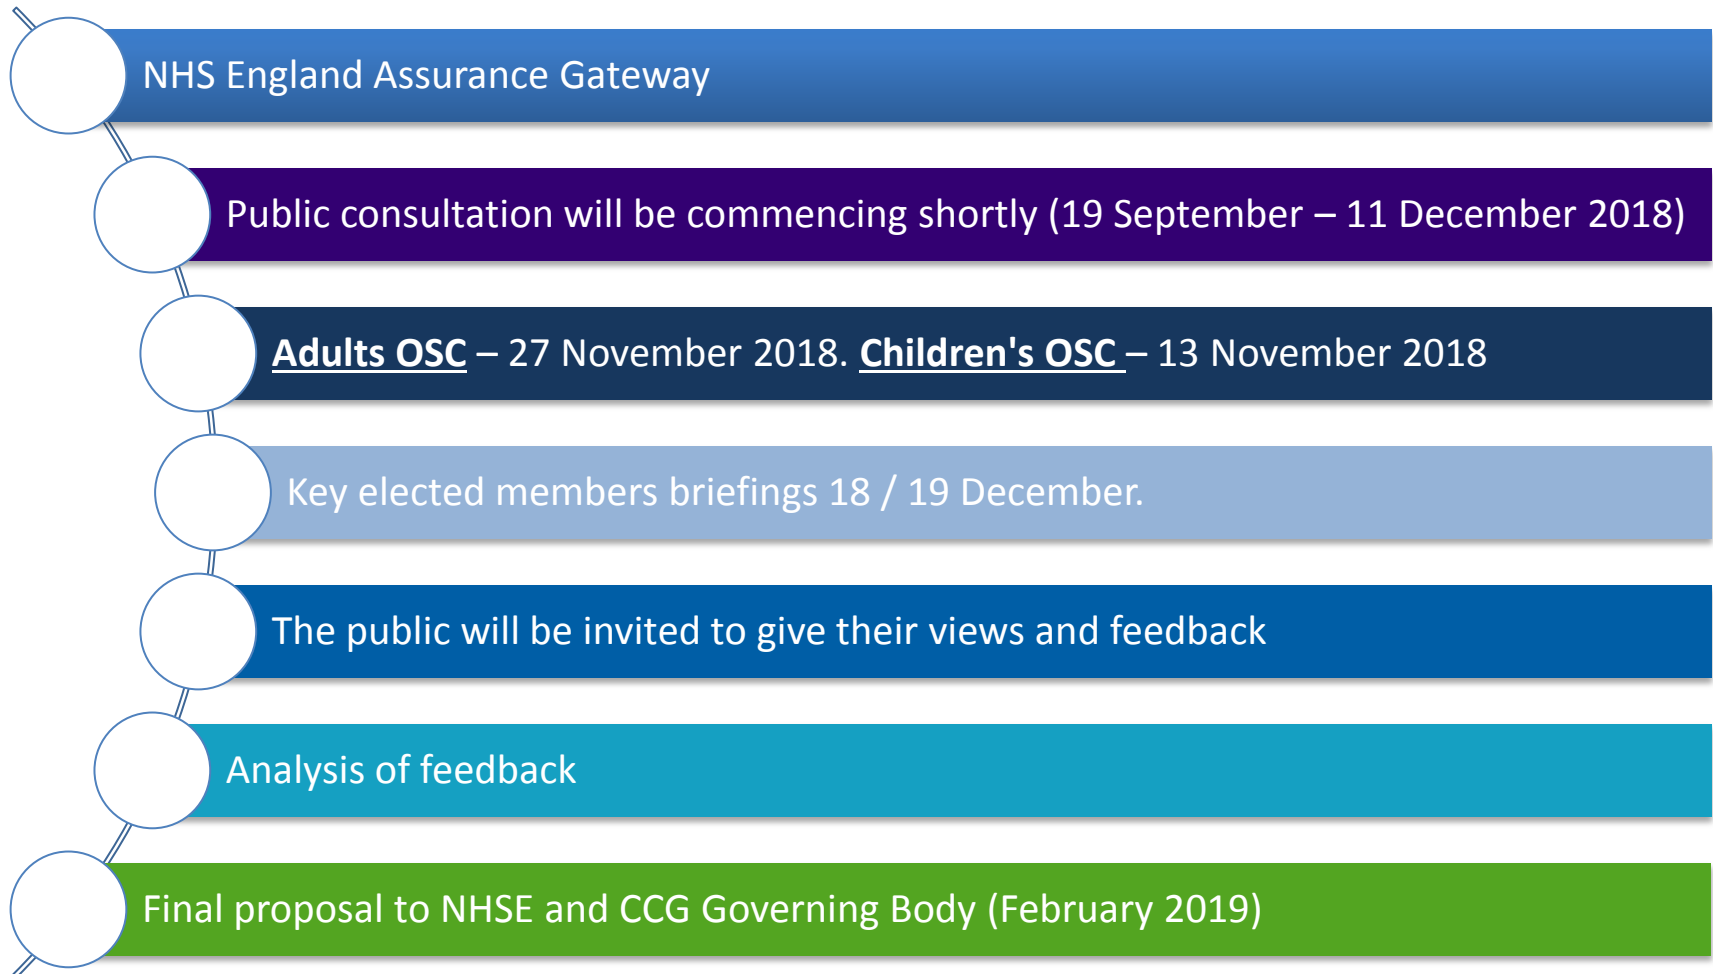 NHS England Assurance Gateway
Public consultation will be commencing shortly (19 September – 11 December 2018)
Adults OSC – 27 November 2018. Children's OSC – 13 November 2018
Key elected members briefings 18 / 19 December.
The public will be invited to give their views and feedback
Analysis of feedback
Final proposal to NHSE and CCG Governing Body (February 2019)